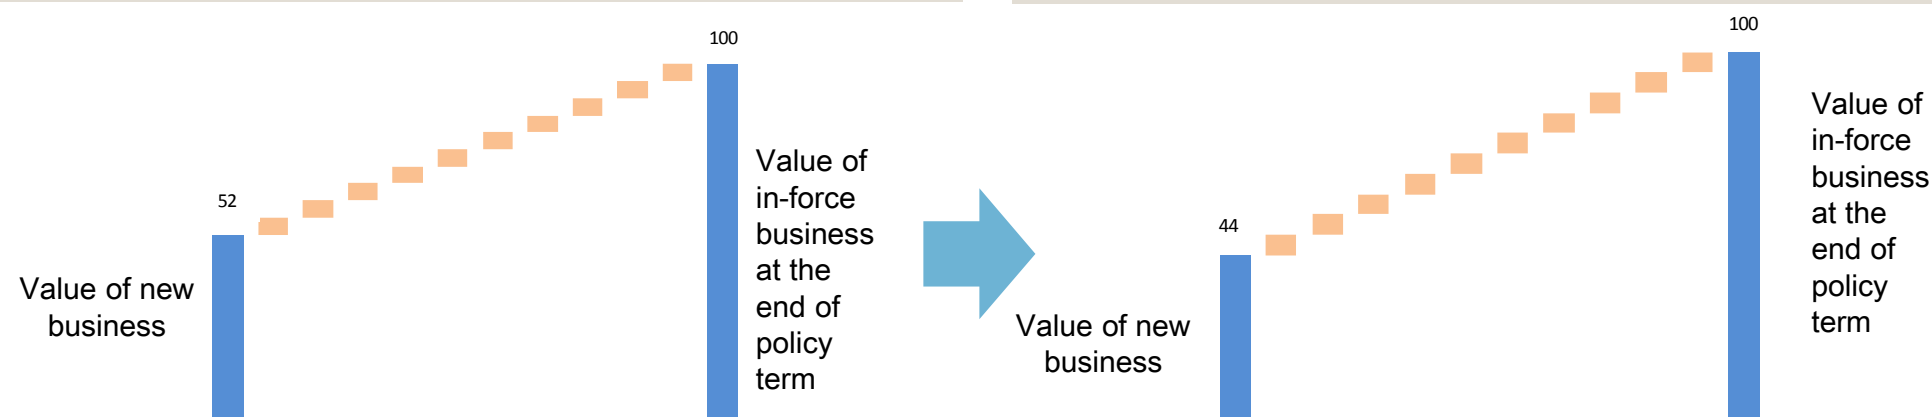 100
52
Value of new
business
Value of
in-force
business
at the
end of
policy
term
100
44
Value of new
business
Value of
in-force
business
at the
end of
policy
term